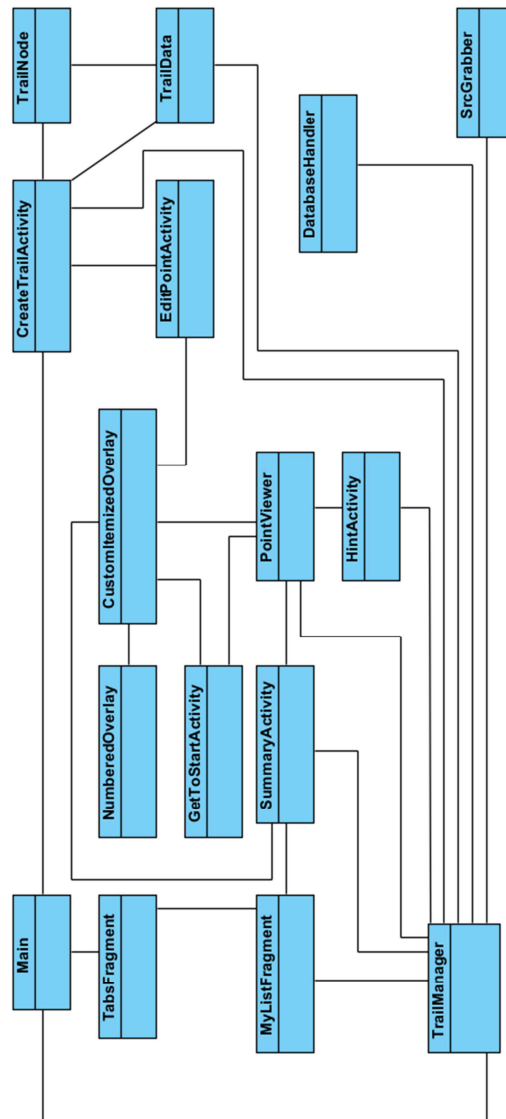 Main
CreateTrailActivity
TrailNode
TabsFragment
NumberedOverlay
CustomItemizedOverlay
EditPointActivity
TrailData
GetToStartActivity
MyListFragment
SummaryActivity
PointViewer
DatabaseHandler
HintActivity
TrailManager
SrcGrabber